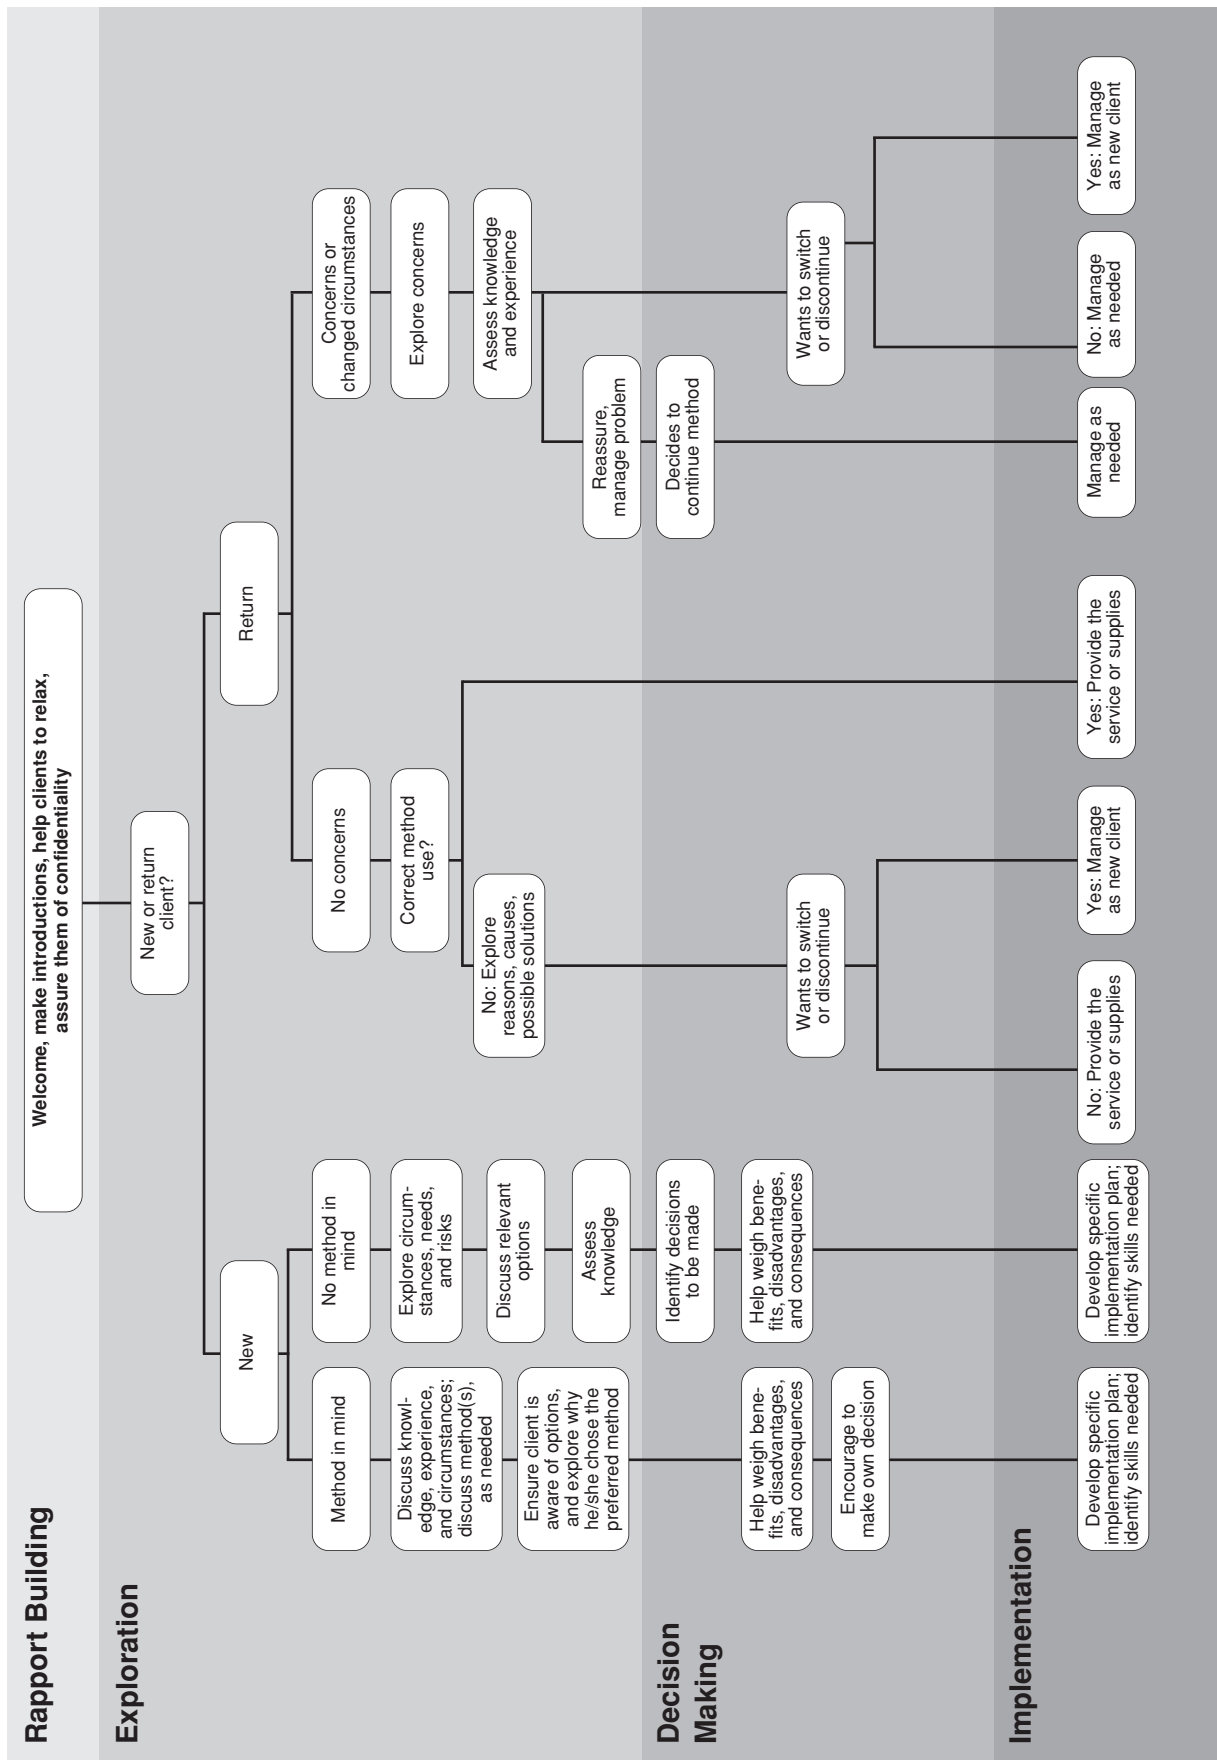 Rapport Building
Welcome, make introductions, help clients to relax,
assure them of confidentiality
Exploration
New or return
client?
New
Return
Method in mind
No method in
mind
No concerns
Concerns or
changed circumstances
Discuss knowl-
edge, experience,
and circumstances;
discuss method(s),
as needed
Explore circum-
stances, needs,
and risks
Correct method
use?
Explore concerns
Ensure client is
aware of options,
and explore why
he/she chose the
preferred method
Discuss relevant
options
No: Explore
reasons, causes,
possible solutions
Assess knowledge
and experience
Assess
knowledge
Reassure,
manage problem
Decision
Making
Identify decisions
to be made
Decides to
continue method
Help weigh bene-
fits, disadvantages,
and consequences
Help weigh bene-
fits, disadvantages,
and consequences
Wants to switch
or discontinue
Wants to switch
or discontinue
Encourage to
make own decision
Implementation
Develop specific
implementation plan;
identify skills needed
Develop specific
implementation plan;
identify skills needed
No: Provide the
service or supplies
Yes: Manage
as new client
Yes: Provide the
service or supplies
Manage as
needed
No: Manage
as needed
Yes: Manage
as new client